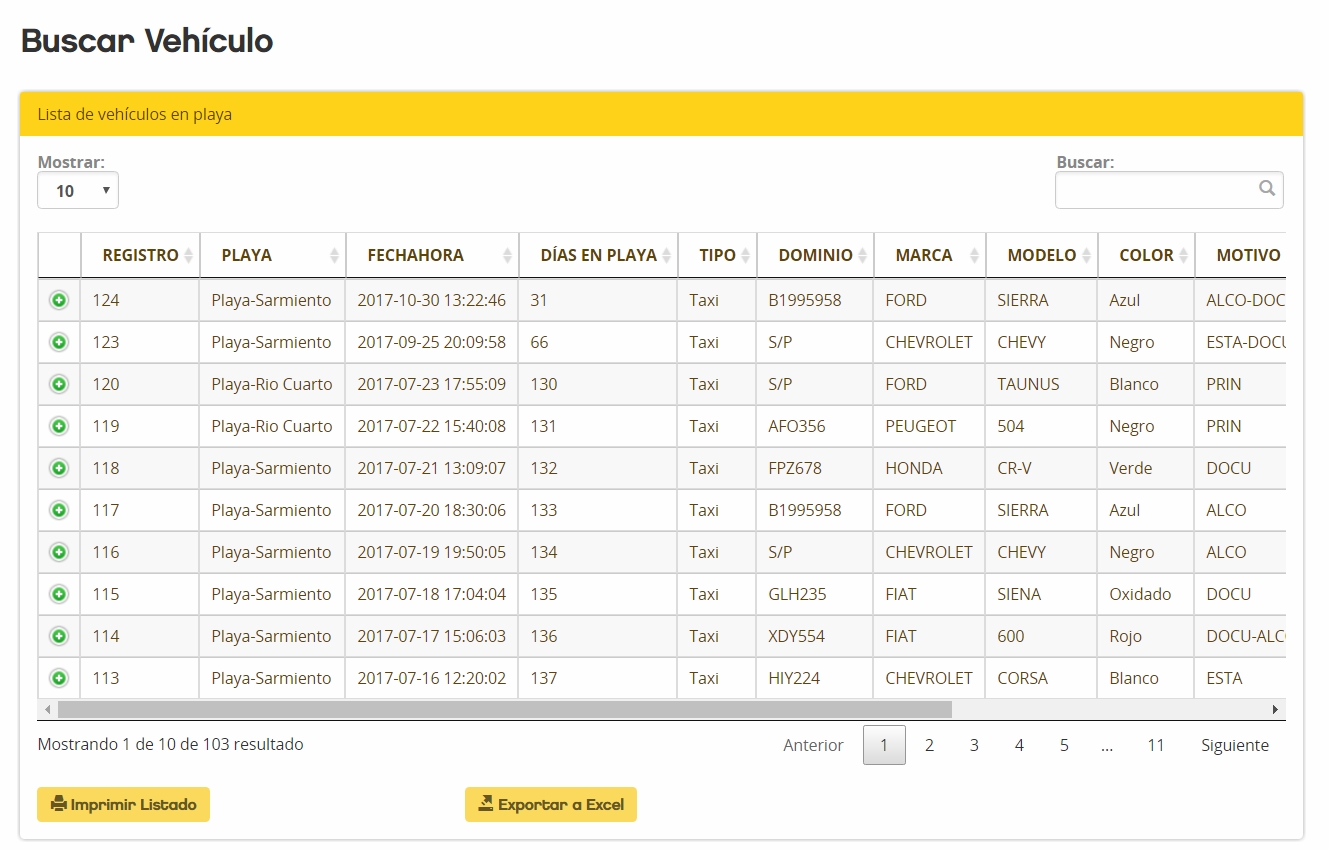 Buscar Vehículo
Lista de vehículos en playa
Mostrar: Buscar:
10
REGISTRO PLAYA FECHAHORA DÍAS EN PLAYA TIPO DOMINIO MARCA MODELO COLOR MOTIVO
124 Playa-Sarmiento 2017-10-30 13:22:46 31 Taxi B1995958 FORD SIERRA Azul ALCO-DOC
123 Playa-Sarmiento 2017-09-25 20:09:58 66 Taxi S/P CHEVROLET CHEVY Negro ESTA-DOCU
120 Playa-Rio Cuarto 2017-07-23 17:55:09 130 Taxi S/P FORD TAUNUS Blanco PRIN
119 Playa-Rio Cuarto 2017-07-22 15:40:08 131 Taxi AFO356 PEUGEOT 504 Negro PRIN
118 Playa-Sarmiento 2017-07-21 13:09:07 132 Taxi FPZ678 HONDA CR-V Verde DOCU
117 Playa-Sarmiento 2017-07-20 18:30:06 133 Taxi B1995958 FORD SIERRA Azul ALCO
116 Playa-Sarmiento 2017-07-19 19:50:05 134 Taxi S/P CHEVROLET CHEVY Negro ALCO
115 Playa-Sarmiento 2017-07-18 17:04:04 135 Taxi GLH235 FIAT SIENA Oxidado DOCU
114 Playa-Sarmiento 2017-07-17 15:06:03 136 Taxi XDY554 FIAT 600 Rojo DOCU-ALC
113 Playa-Sarmiento 2017-07-16 12:20:02 137 Taxi HIY224 CHEVROLET CORSA Blanco ESTA
Mostrando 1 de 10 de 103 resultado Anterior 1 2 3 4 5 ... 11 Siguiente
Imprimir Listado Exportar a Excel